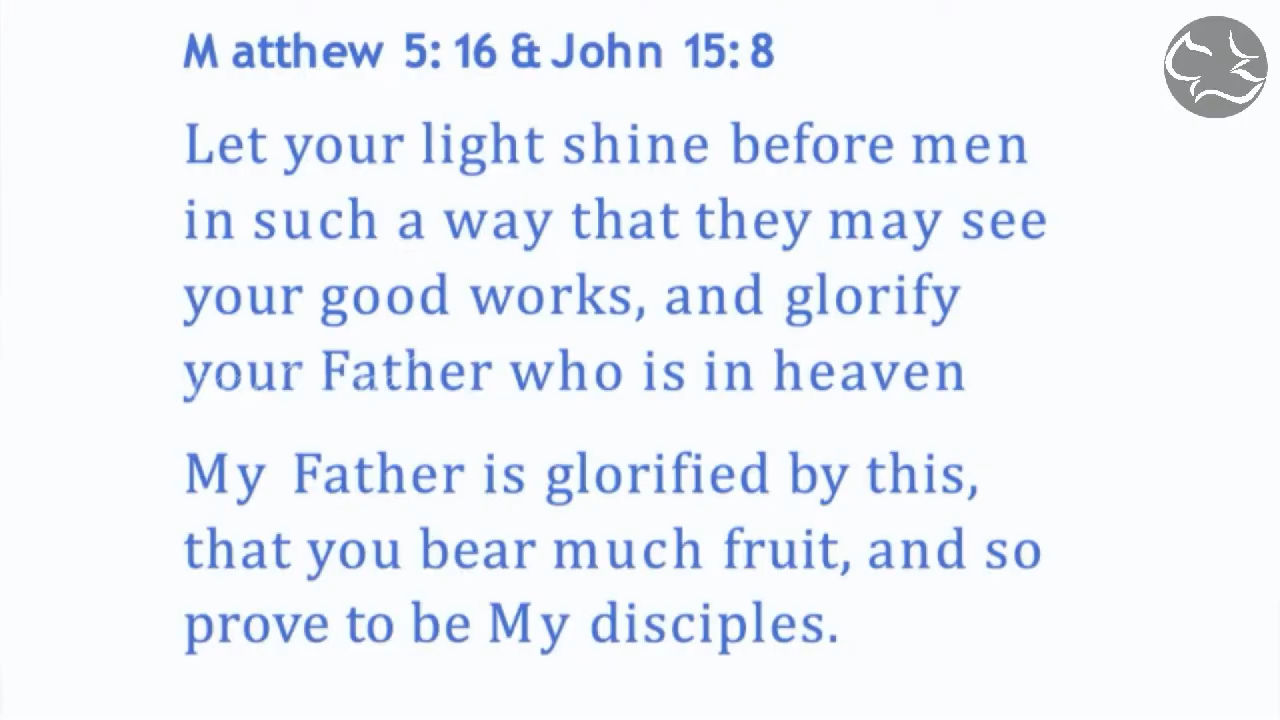 Matthew 5:16 & John 15:8
Let your light shine before men
in such a way that they may see
your good works, and glorify
your Father who is in heaven
My Father is glorified by this,
that you bear much fruit, and so
prove to be My disciples.